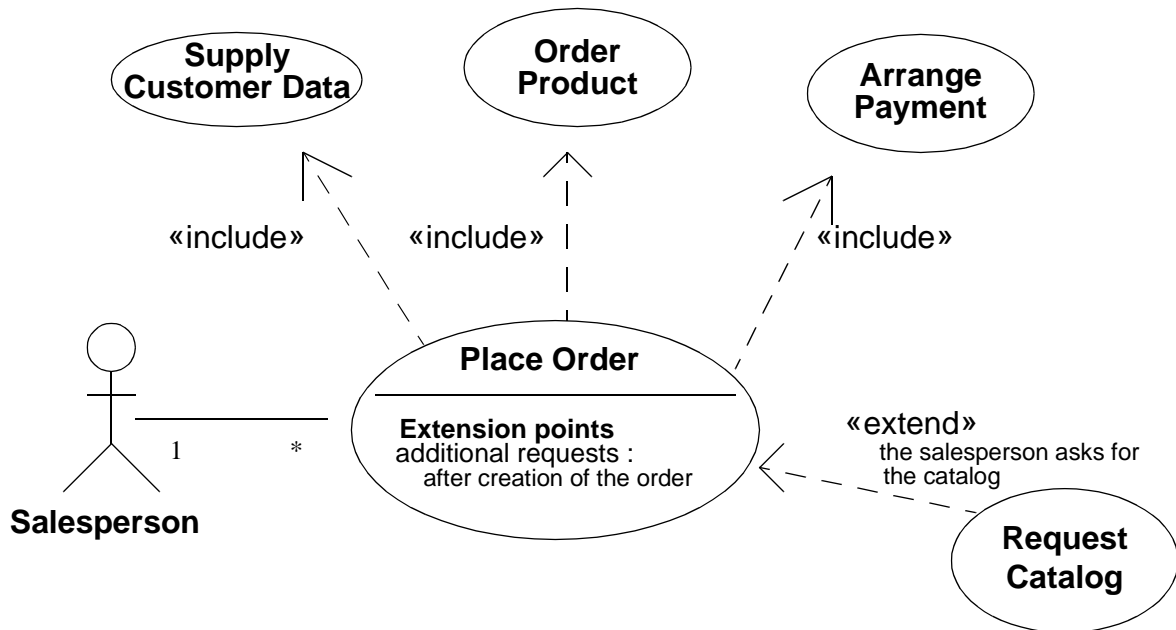 Supply
Customer Data
Order
Product
Arrange
Payment
«include»
«include»
«include»
Place Order
Extension points
additional requests :
after creation of the order
1
*
Salesperson
«extend»
the salesperson asks for
the catalog
Request
Catalog